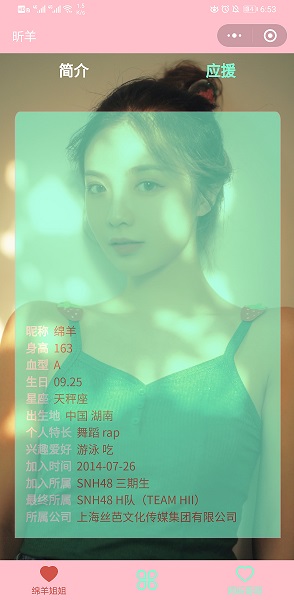 6:53
昕羊
简介 应援
昵称 绵羊
身高 163
血型 A
生日 09.25
星座 天秤座
出生地 中国 湖南
个人特长 舞蹈 rap
兴趣爱好 游泳 吃
加入时间 2014-07-26
加入所属 SNH48 三期生
最终所属 SNH48 H队（TEAM HII）
所属公司 上海丝芭文化传媒集团有限公司
绵羊姐姐